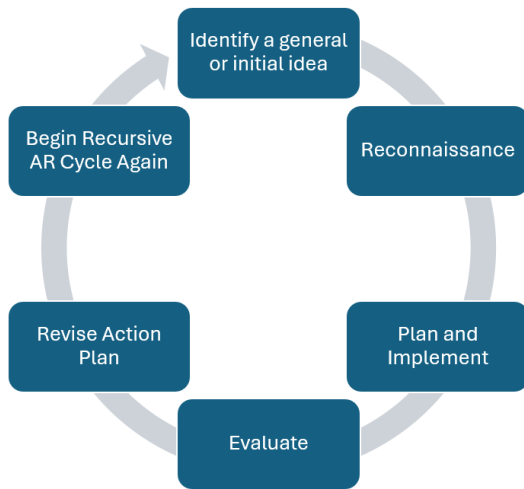 Identify a general
or initial idea
Reconnaissance
Plan and
Implement
Evaluate
Revise Action
Plan
Begin Recursive
AR Cycle Again